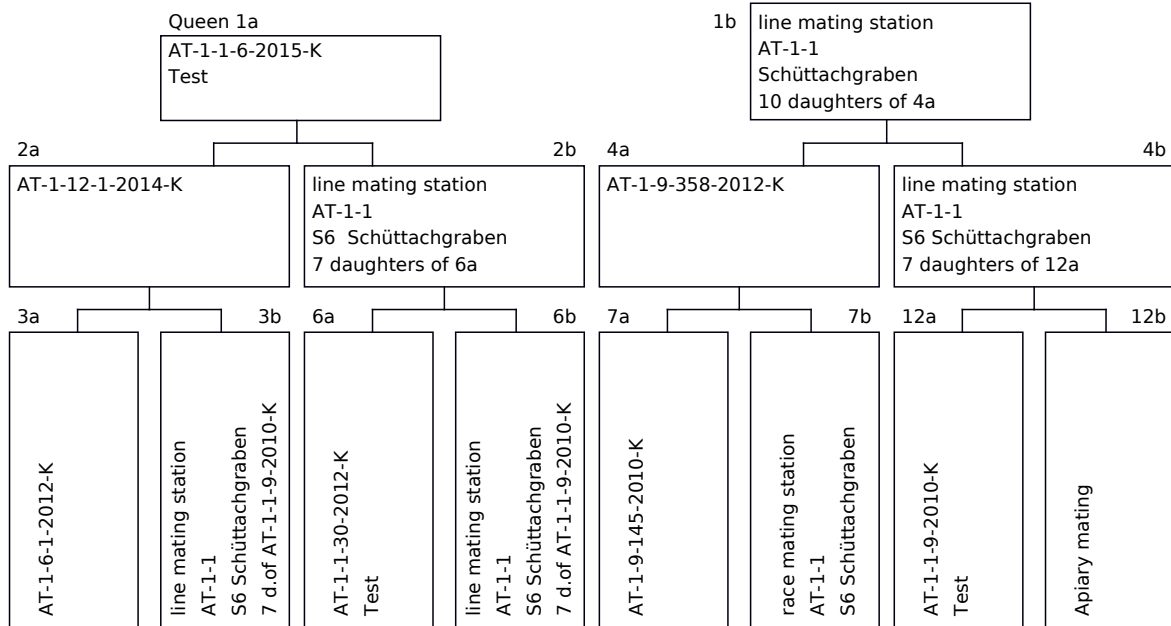 Queen 1a
AT-1-1-6-2015-K
Test
1b
line mating station
AT-1-1
Schüttachgraben
10 daughters of 4a
2a
AT-1-12-1-2014-K
2b
line mating station
AT-1-1
S6  Schüttachgraben
7 daughters of 6a
4a
AT-1-9-358-2012-K
4b
line mating station
AT-1-1
S6 Schüttachgraben
7 daughters of 12a
3a
AT-1-6-1-2012-K
3b
line mating station
AT-1-1
S6 Schüttachgraben
7 d.of AT-1-1-9-2010-K
6a
AT-1-1-30-2012-K
Test
6b
line mating station
AT-1-1
S6 Schüttachgraben
7 d.of AT-1-1-9-2010-K
7a
AT-1-9-145-2010-K
7b
race mating station
AT-1-1
S6 Schüttachgraben
12a
AT-1-1-9-2010-K
Test
12b
Apiary mating